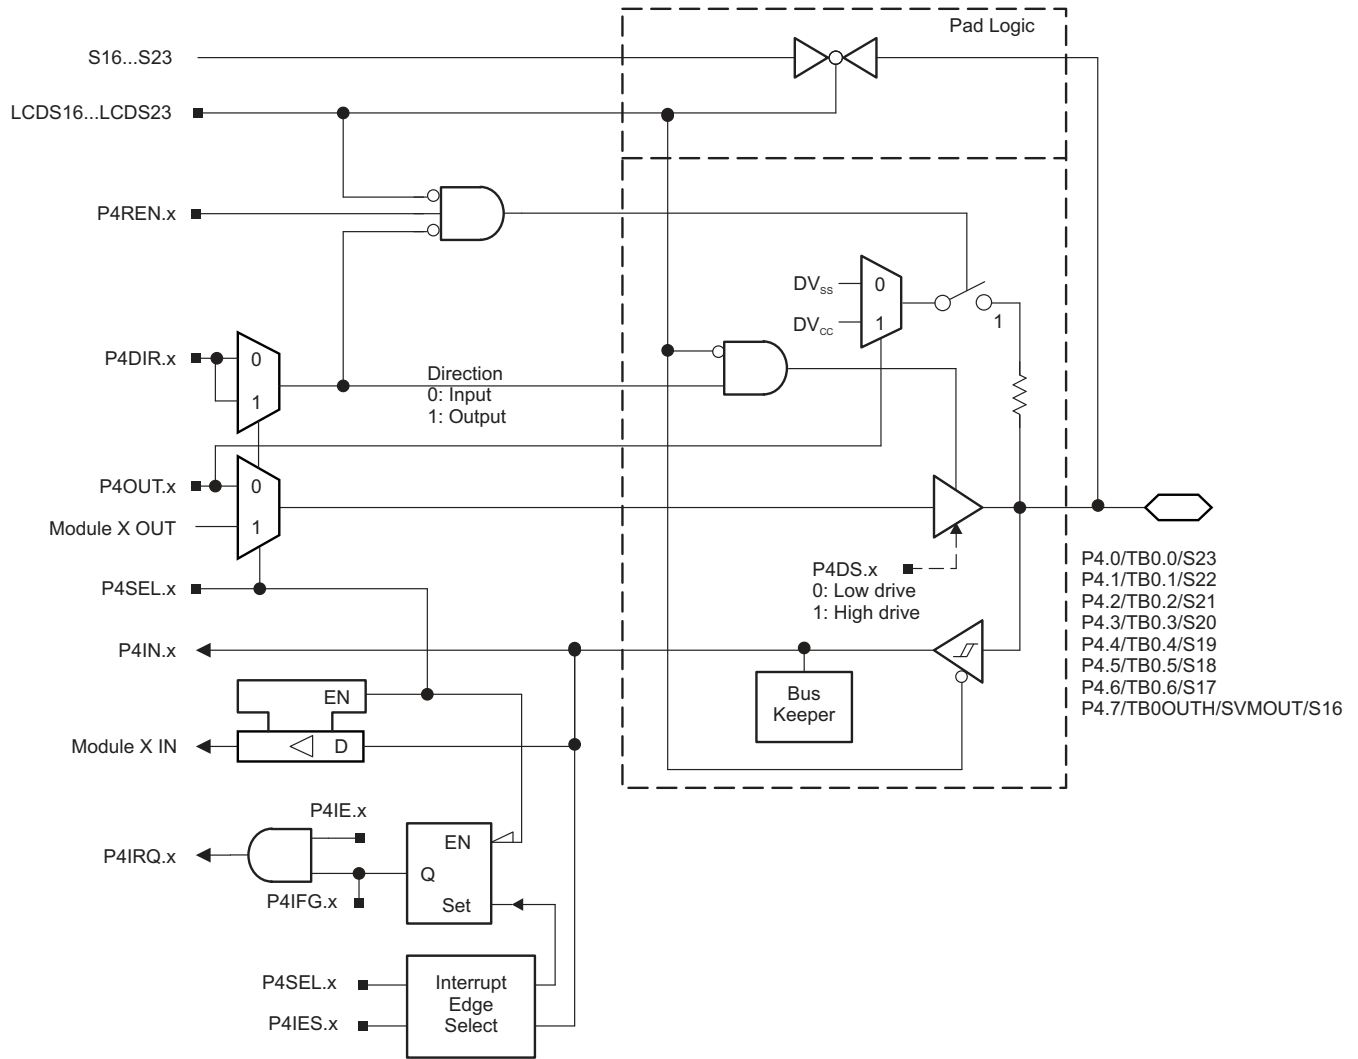 Pad Logic
S16...S23
LCDS16...LCDS23
P4REN.x
DVSS
0
DVCC
1
1
P4DIR.x
0
1
Direction
0: Input
1: Output
P4OUT.x
0
Module X OUT
1
P4DS.x
0: Low drive
1: High drive
P4SEL.x
P4.0/TB0.0/S23
P4.1/TB0.1/S22
P4.2/TB0.2/S21
P4.3/TB0.3/S20
P4.4/TB0.4/S19
P4.5/TB0.5/S18
P4.6/TB0.6/S17
P4.7/TB0OUTH/SVMOUT/S16
P4IN.x
Bus
Keeper
EN
Module X IN
D
P4IE.x
P4IRQ.x
EN
Q
Set
P4IFG.x
P4SEL.x
P4IES.x
Interrupt
Edge
Select